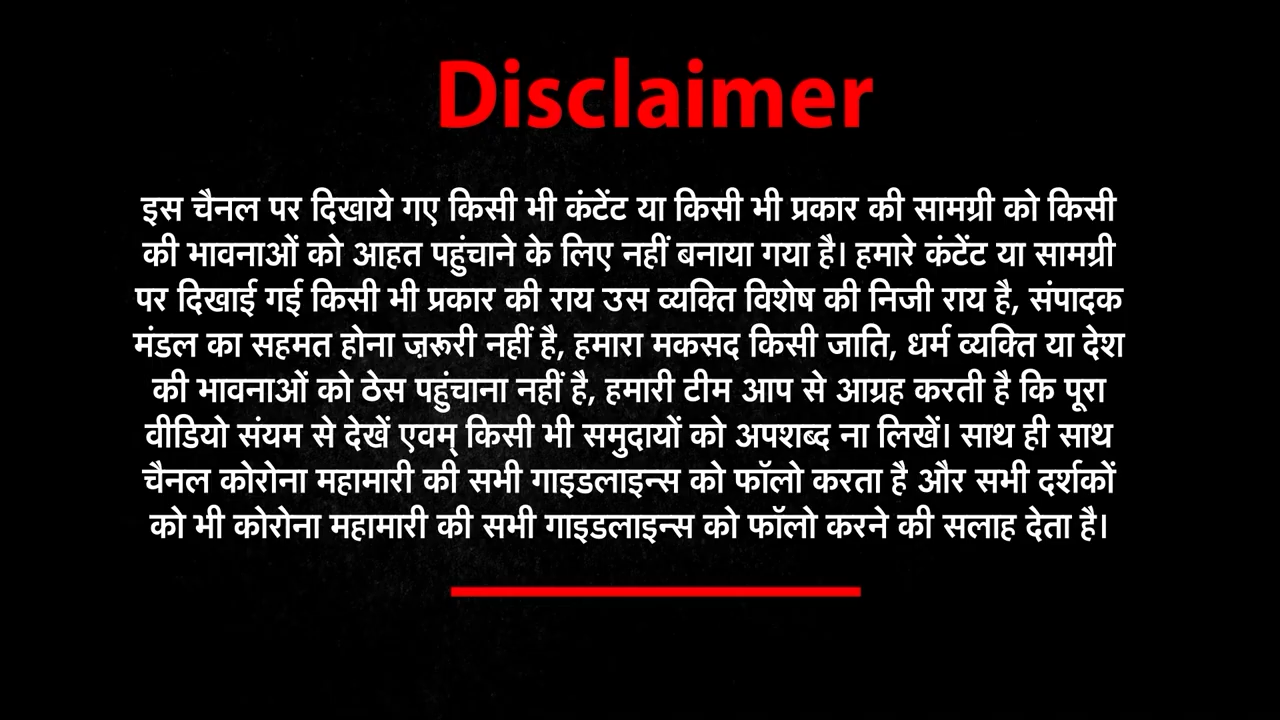 Disclaimer
इस चैनल पर दिखाये गए किसी भी कंटेंट या किसी भी प्रकार की सामग्री को किसी
की भावनाओं को आहत पहुंचाने के लिए नहीं बनाया गया है। हमारे कंटेंट या सामग्री
पर दिखाई गई किसी भी प्रकार की राय उस व्यक्ति विशेष की निजी राय है, संपादक
मंडल का सहमत होना ज़रूरी नहीं है, हमारा मकसद किसी जाति, धर्म व्यक्ति या देश
की भावनाओं को ठेस पहुंचाना नहीं है, हमारी टीम आप से आग्रह करती है कि पूरा
वीडियो संयम से देखें एवम् किसी भी समुदायों को अपशब्द ना लिखें। साथ ही साथ
चैनल कोरोना महामारी की सभी गाइडलाइन्स को फॉलो करता है और सभी दर्शकों
को भी कोरोना महामारी की सभी गाइडलाइन्स को फॉलो करने की सलाह देता है।